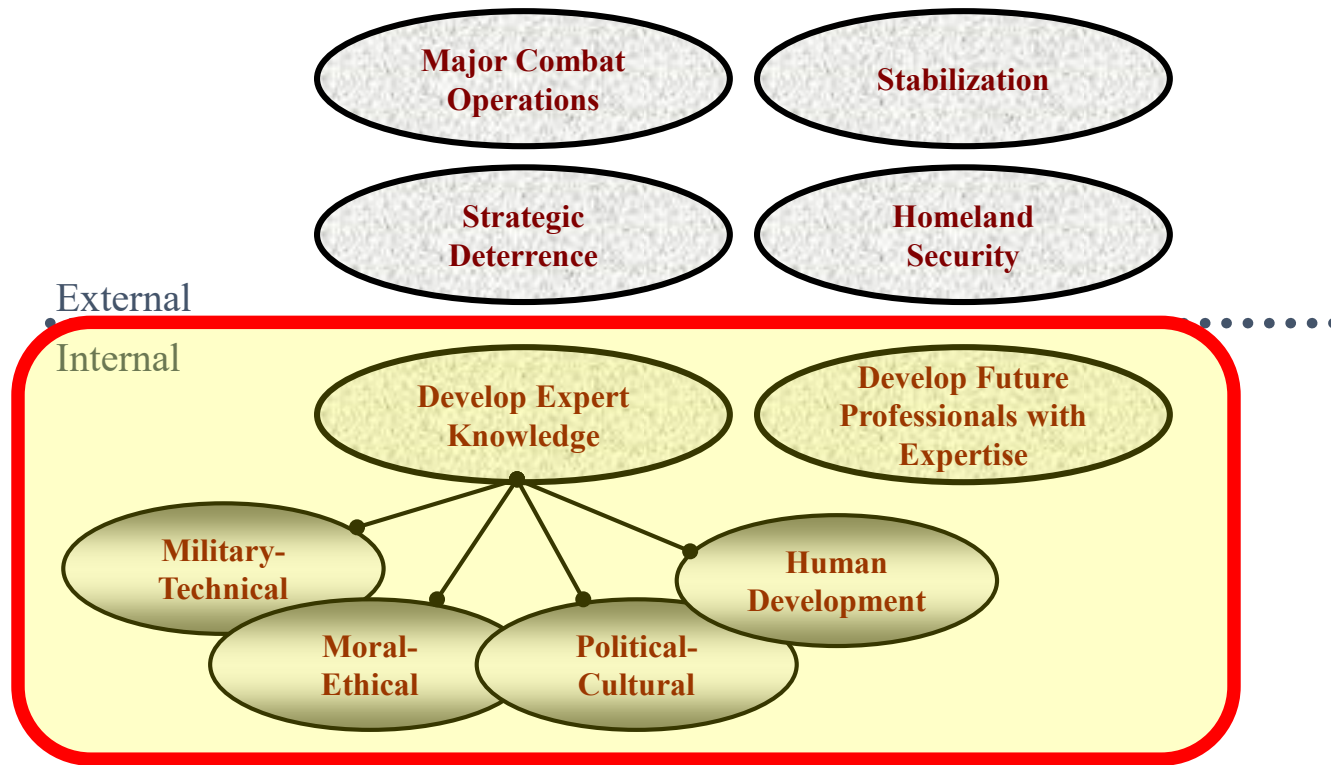 Major Combat
Operations
Stabilization
Strategic
Deterrence
Homeland
Security
External
Internal
Develop Expert
Knowledge
Develop Future
Professionals with
Expertise
Military-
Technical
Human
Development
Moral-
Ethical
Political-
Cultural